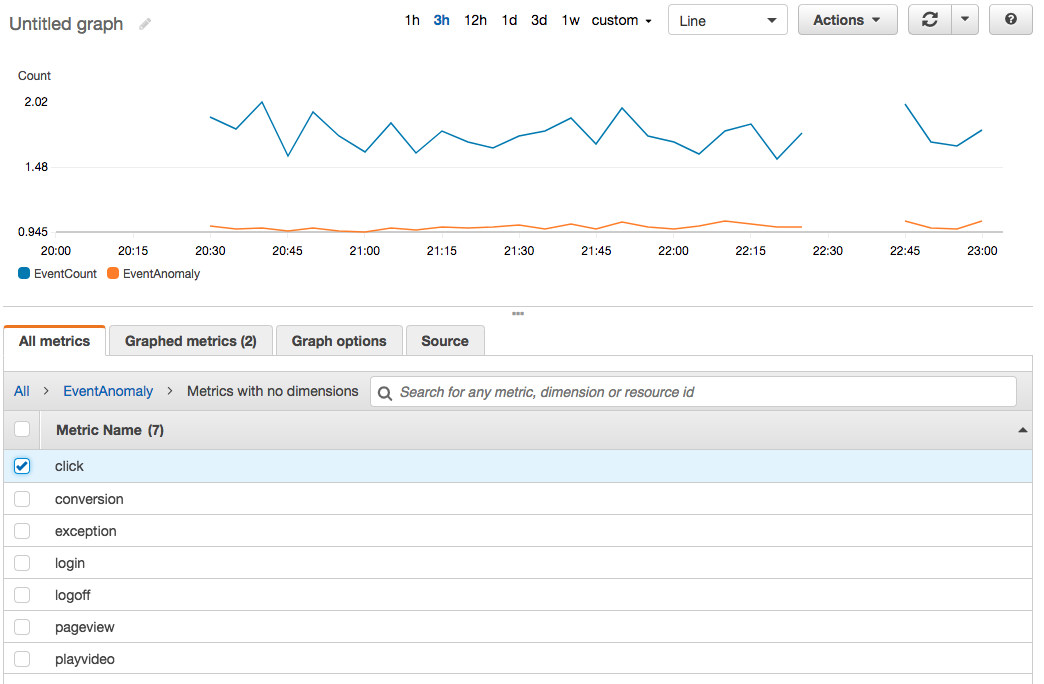 Untitled graph 1h 3h 12h 1d 3d 1w custom Line Actions ?
Count
2.02
1.48
0.945
20:00 20:15 20:30 20:45 21:00 21:15 21:30 21:45 22:00 22:15 22:30 22:45 23:00
EventCount EventAnomaly
All metrics Graphed metrics (2) Graph options Source
All > EventAnomaly > Metrics with no dimensions Search for any metric, dimension or resource id
Metric Name (7)
click
conversion
exception
login
logoff
pageview
playvideo